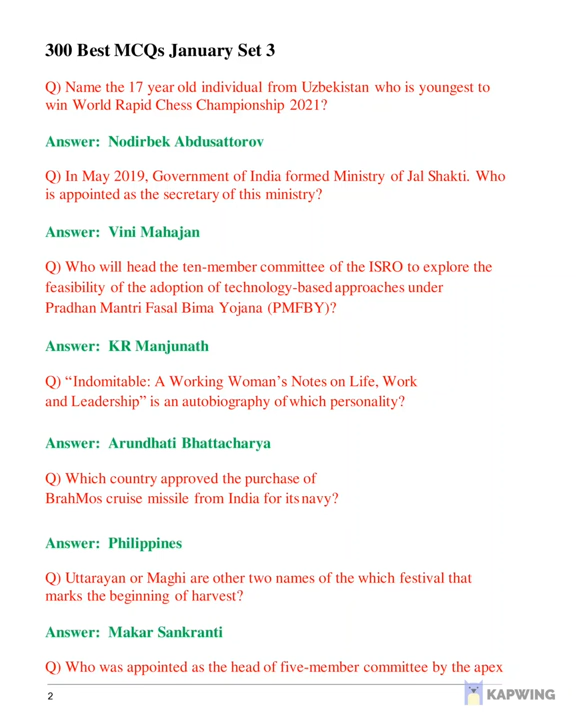 300 Best MCQs January Set 3
Q) Name the 17 year old individual from Uzbekistan who is youngest to
win World Rapid Chess Championship 2021?
Answer: Nodirbek Abdusattorov
Q) In May 2019, Government of India formed Ministry of Jal Shakti. Who
is appointed as the secretary of this ministry?
Answer: Vini Mahajan
Q) Who will head the ten-member committee of the ISRO to explore the
feasibility of the adoption of technology-based approaches under
Pradhan Mantri Fasal Bima Yojana (PMFBY)?
Answer: KR Manjunath
Q) “Indomitable: A Working Woman’s Notes on Life, Work
and Leadership” is an autobiography of which personality?
Answer: Arundhati Bhattacharya
Q) Which country approved the purchase of
BrahMos cruise missile from India for its navy?
Answer: Philippines
Q) Uttarayan or Maghi are other two names of the which festival that
marks the beginning of harvest?
Answer: Makar Sankranti
Q) Who was appointed as the head of five-member committee by the apex
2
KAPWING